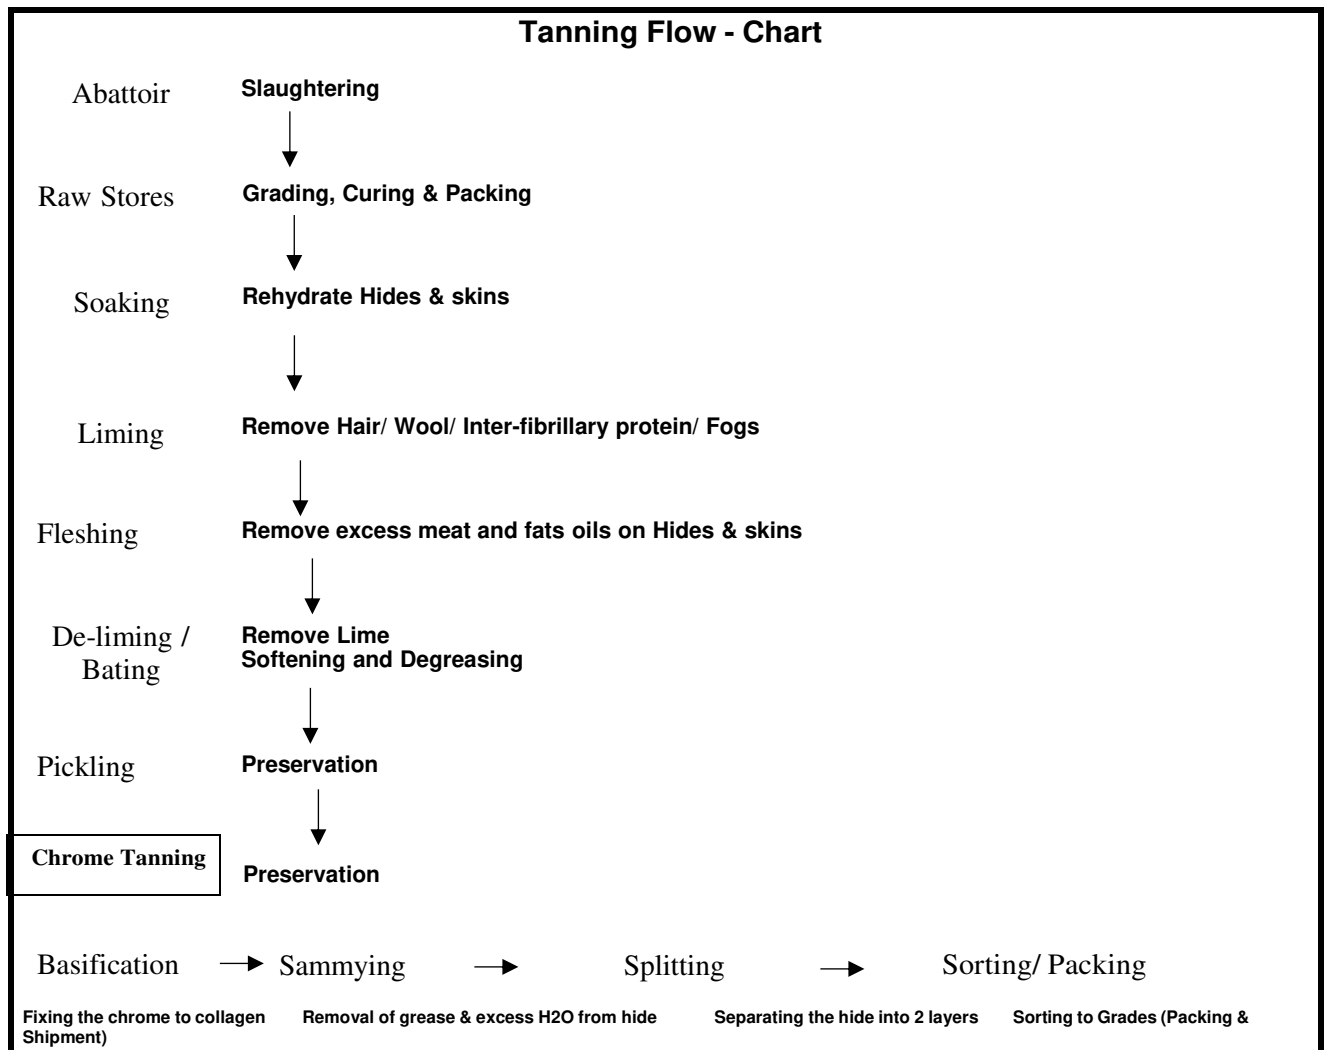 Tanning Flow - Chart
Abattoir Slaughtering
Raw Stores Grading, Curing & Packing
Soaking Rehydrate Hides & skins
Liming Remove Hair/ Wool/ Inter-fibrillary protein/ Fogs
Fleshing Remove excess meat and fats oils on Hides & skins
De-liming / Remove Lime
Bating Softening and Degreasing
Pickling Preservation
Chrome Tanning Preservation
Basification Sammying Splitting Sorting/ Packing
Fixing the chrome to collagen Removal of grease & excess H2O from hide Separating the hide into 2 layers Sorting to Grades (Packing &
Shipment)